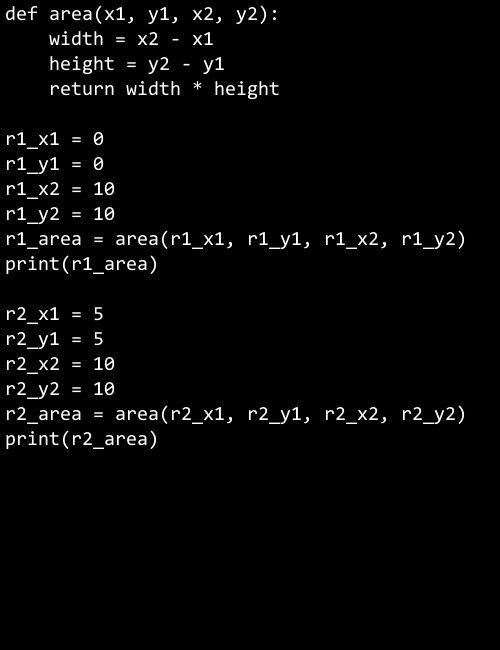 def area(x1, y1, x2, y2):
    width = x2 - x1
    height = y2 - y1
    return width * height

r1_x1 = 0
r1_y1 = 0
r1_x2 = 10
r1_y2 = 10
r1_area = area(r1_x1, r1_y1, r1_x2, r1_y2)
print(r1_area)

r2_x1 = 5
r2_y1 = 5
r2_x2 = 10
r2_y2 = 10
r2_area = area(r2_x1, r2_y1, r2_x2, r2_y2)
print(r2_area)